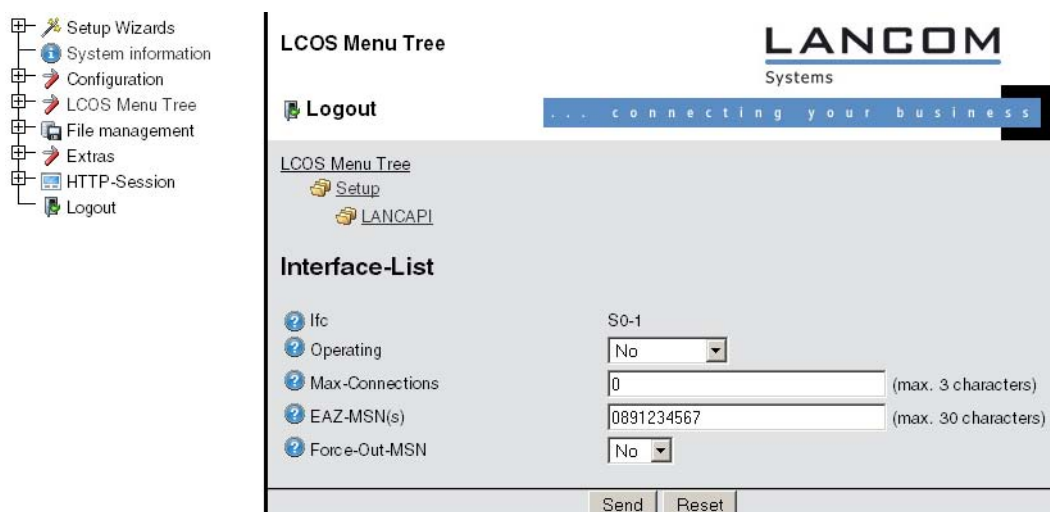 Setup Wizards
System information
Configuration
LCOS Menu Tree
File management
Extras
HTTP-Session
Logout
LCOS Menu Tree
LANCOM
Systems
Logout
... connecting your business
LCOS Menu Tree
Setup
LANCAPI
Interface-List
Ifc S0-1
Operating No
Max-Connections 0 (max. 3 characters)
EAZ-MSN(s) 0891234567 (max. 30 characters)
Force-Out-MSN No
Send Reset